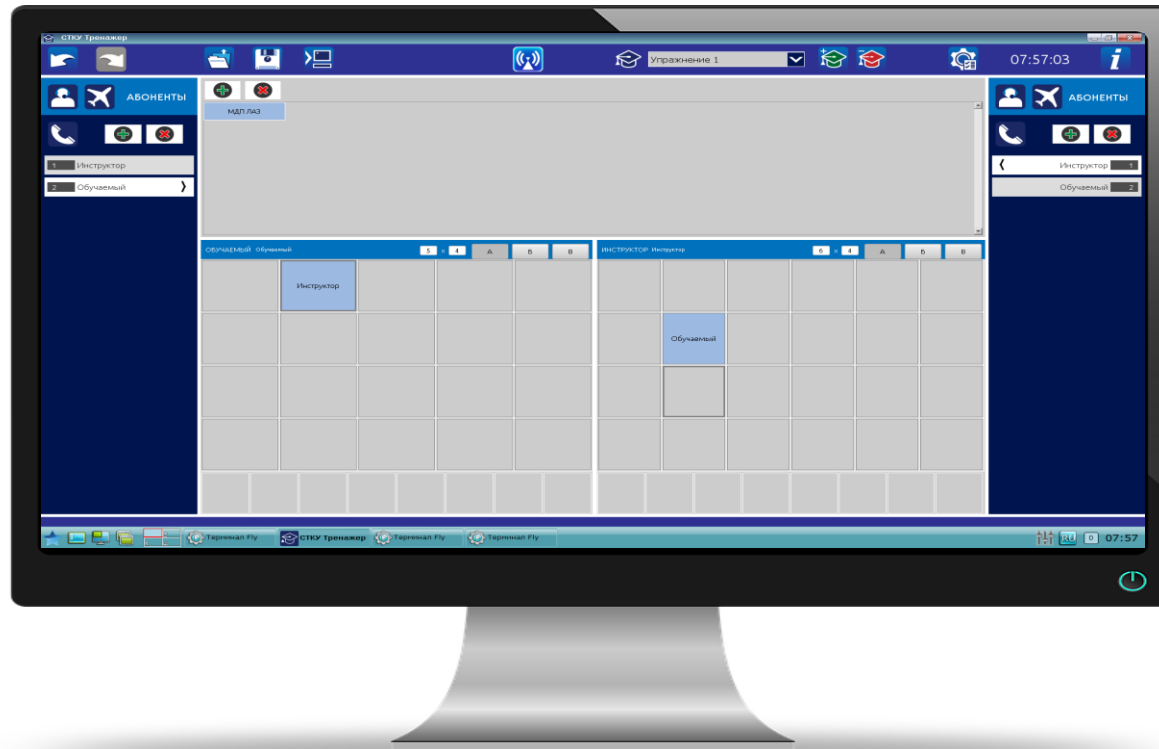 СТКУ Тренажер
Упражнение 1
07:57:03
i
АБОНЕНТЫ
1 Инструктор
2 Обучаемый
МДП ЛАЗ
АБОНЕНТЫ
Инструктор 1
Обучаемый 2
ОБУЧАЕМЫЙ Обучаемый 5 x 4 А Б В
Инструктор
ИНСТРУКТОР Инструктор 6 x 4 А Б В
Обучаемый
Терминал Fly СТКУ Тренажер Терминал Fly Терминал Fly
RU 0 07:57